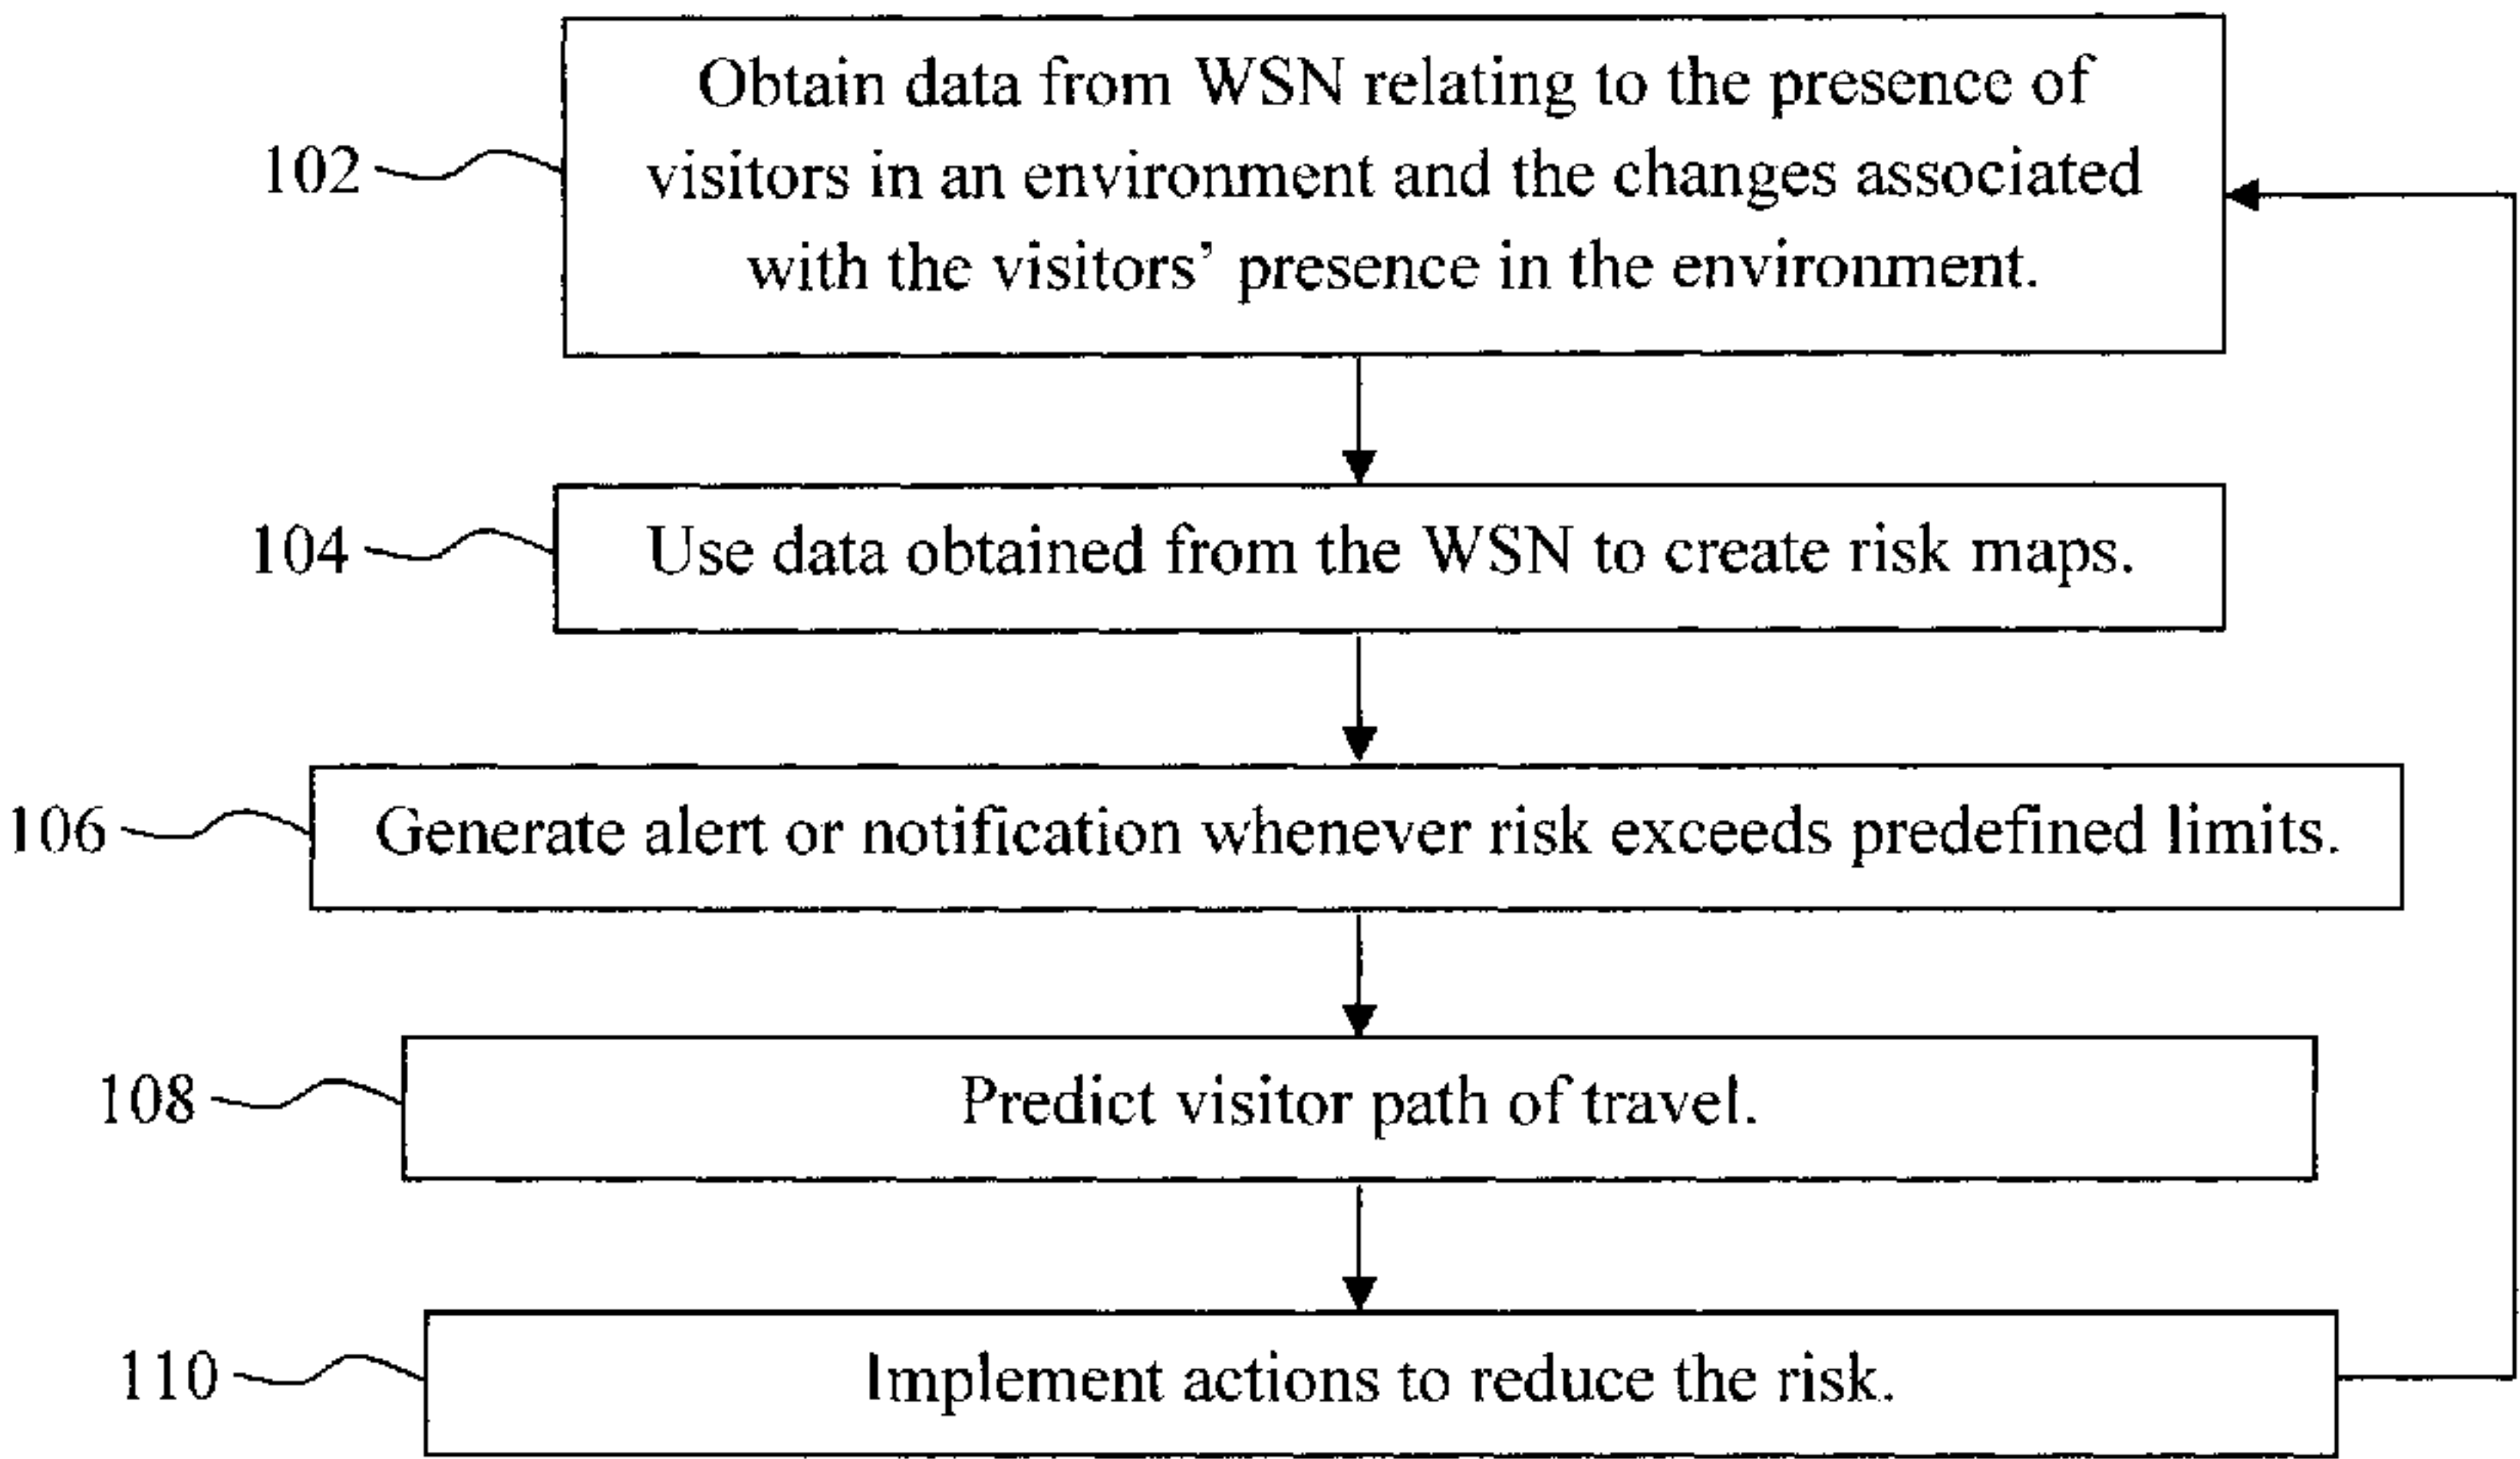 Obtain data from WSN relating to the presence of
102 visitors in an environment and the changes associated
with the visitors’ presence in the environment.
104 Use data obtained from the WSN to create risk maps.
106 Generate alert or notification whenever risk exceeds predefined limits.
108 Predict visitor path of travel.
110 Implement actions to reduce the risk.